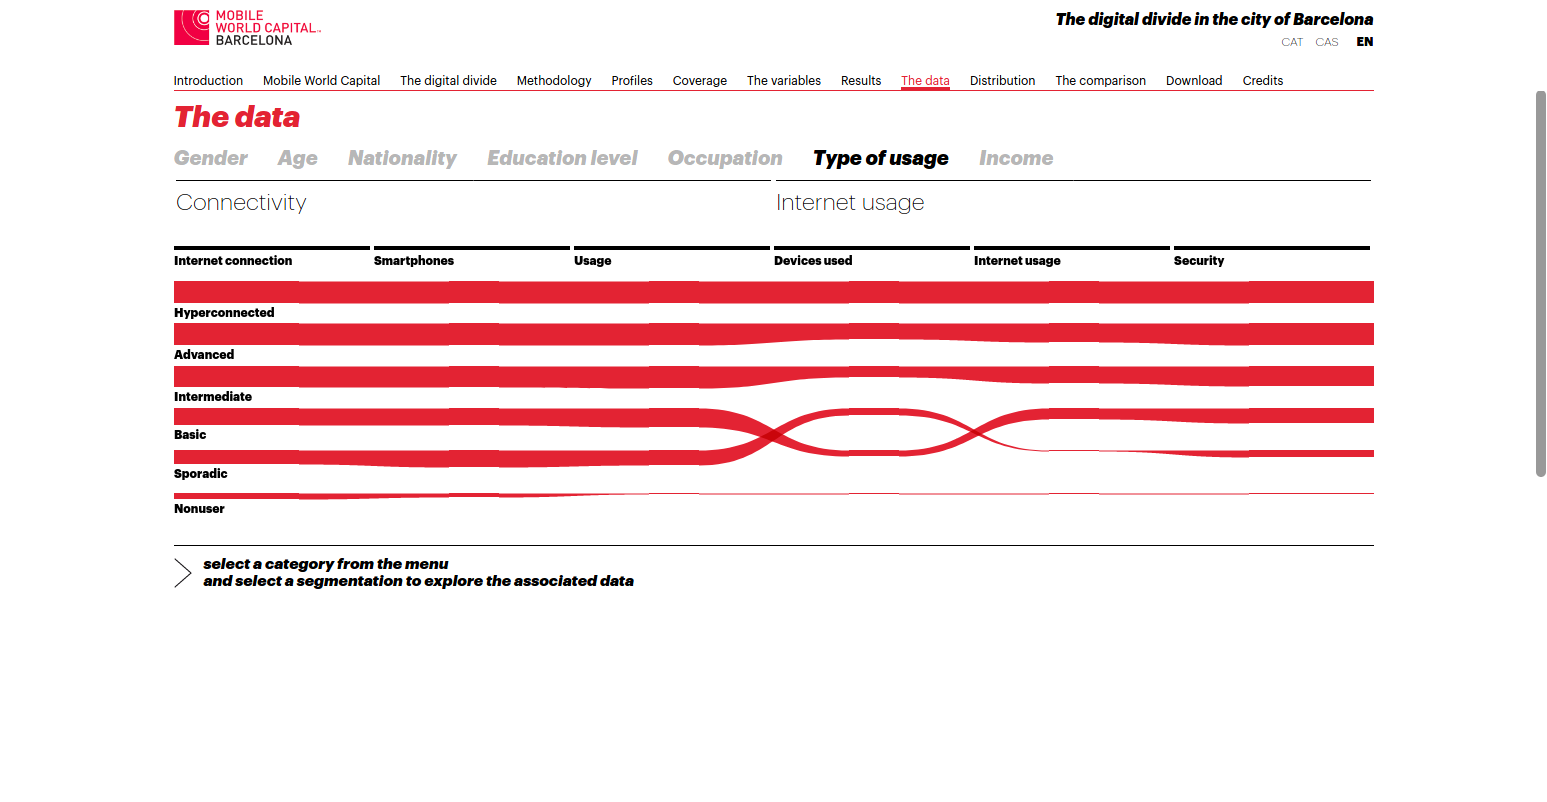 MOBILE
WORLD CAPITAL™
BARCELONA
The digital divide in the city of Barcelona
CAT CAS EN
Introduction Mobile World Capital The digital divide Methodology Profiles Coverage The variables Results The data Distribution The comparison Download Credits
The data
Gender Age Nationality Education level Occupation Type of usage Income
Connectivity Internet usage
Internet connection Smartphones Usage Devices used Internet usage Security
Hyperconnected
Advanced
Intermediate
Basic
Sporadic
Nonuser
select a category from the menu
and select a segmentation to explore the associated data